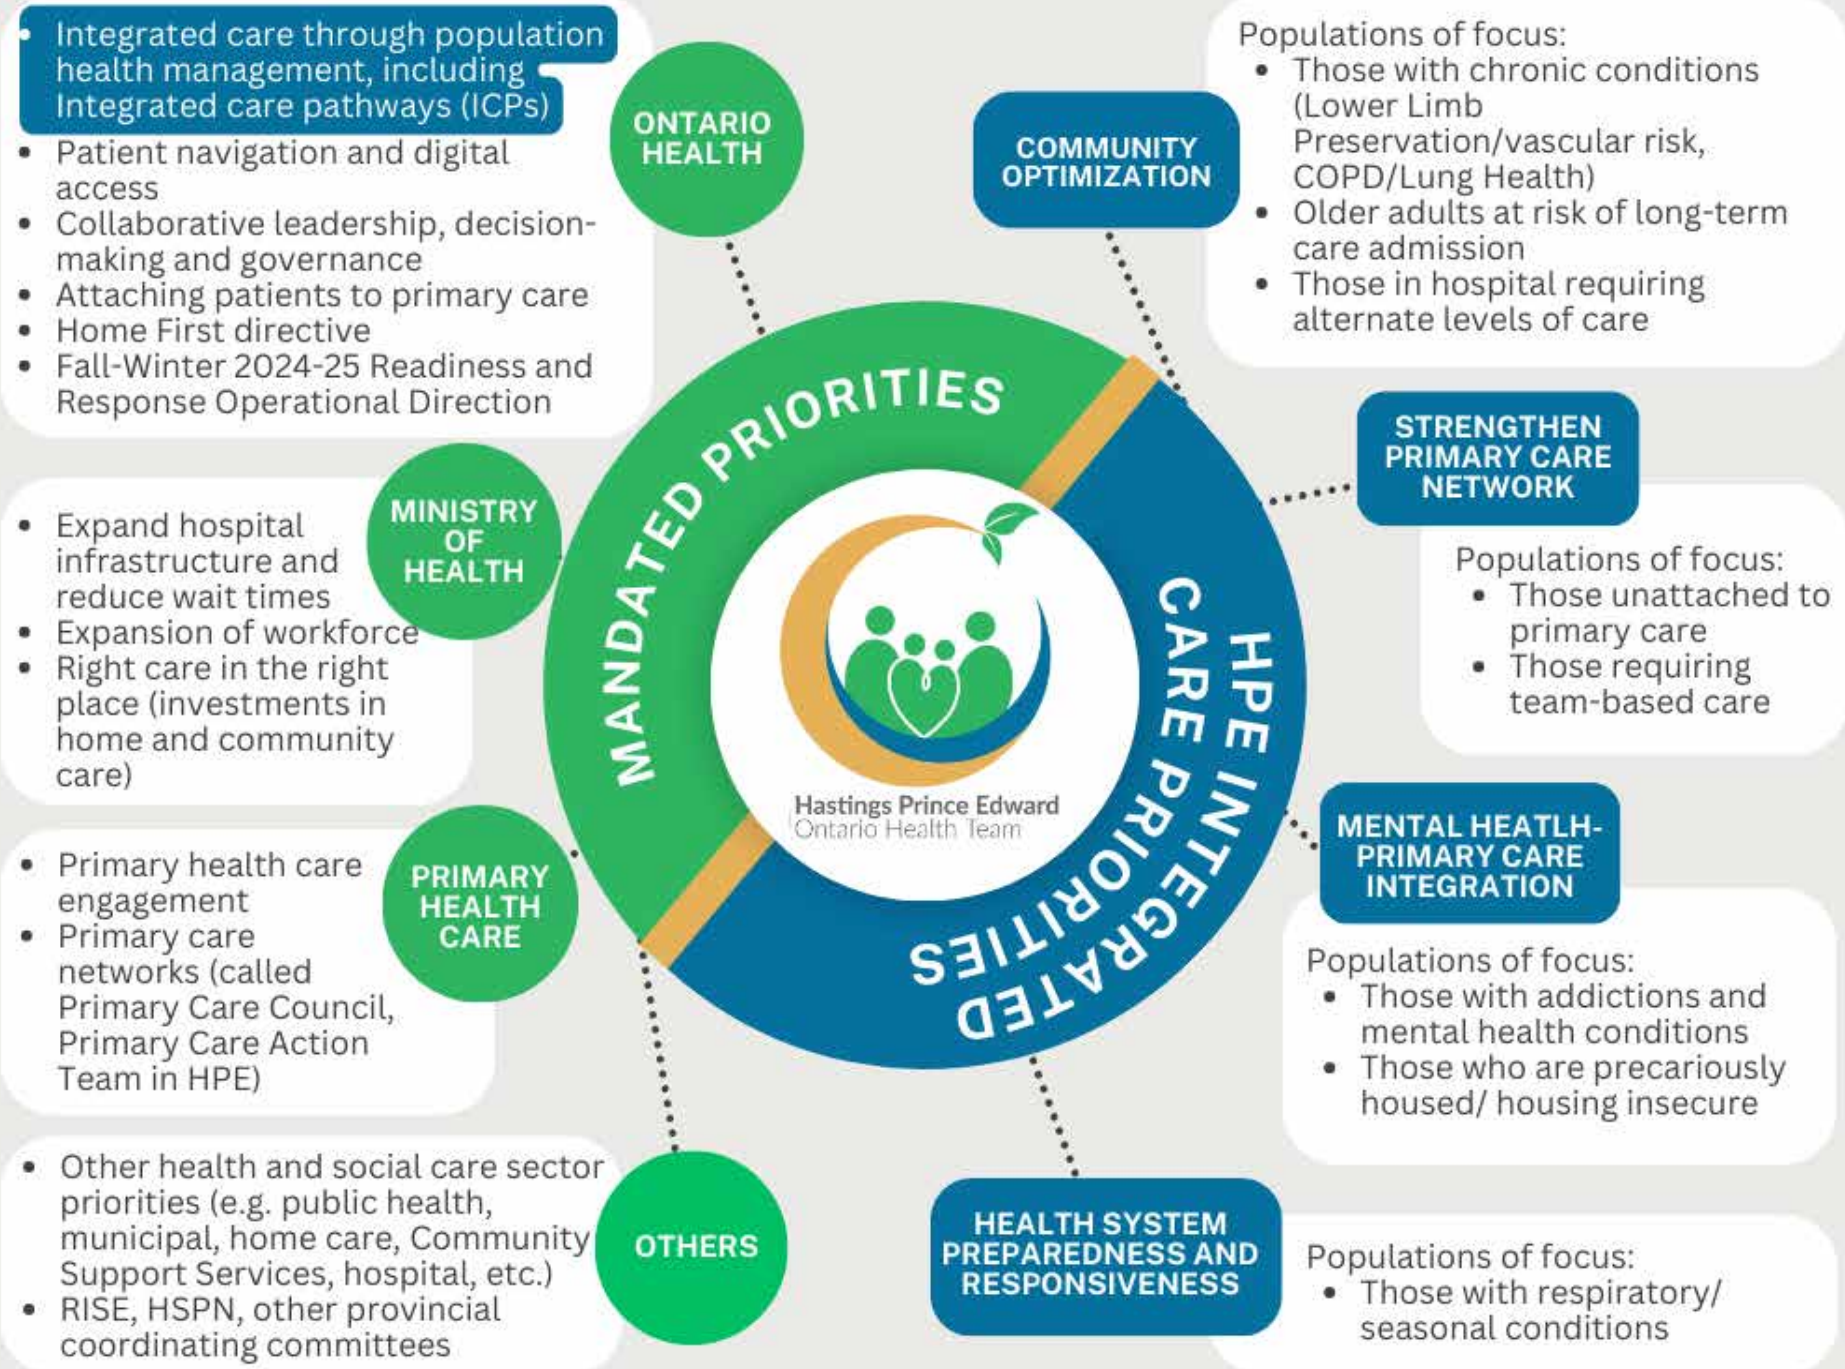 • Integrated care through population
health management, including
Integrated care pathways (ICPs)
• Patient navigation and digital
access
• Collaborative leadership, decision-
making and governance
• Attaching patients to primary care
• Home First directive
• Fall-Winter 2024-25 Readiness and
Response Operational Direction
ONTARIO
HEALTH
• Expand hospital
infrastructure and
reduce wait times
• Expansion of workforce
• Right care in the right
place (investments in
home and community
care)
MINISTRY
OF
HEALTH
• Primary health care
engagement
• Primary care
networks (called
Primary Care Council,
Primary Care Action
Team in HPE)
PRIMARY
HEALTH
CARE
• Other health and social care sector
priorities (e.g. public health,
municipal, home care, Community
Support Services, hospital, etc.)
• RISE, HSPN, other provincial
coordinating committees
OTHERS
MANDATED PRIORITIES
Hastings Prince Edward
Ontario Health Team
HPE INTEGRATED
CARE PRIORITIES
COMMUNITY
OPTIMIZATION
Populations of focus:
• Those with chronic conditions
(Lower Limb
Preservation/vascular risk,
COPD/Lung Health)
• Older adults at risk of long-term
care admission
• Those in hospital requiring
alternate levels of care
STRENGTHEN
PRIMARY CARE
NETWORK
Populations of focus:
• Those unattached to
primary care
• Those requiring
team-based care
MENTAL HEATLH-
PRIMARY CARE
INTEGRATION
Populations of focus:
• Those with addictions and
mental health conditions
• Those who are precariously
housed/ housing insecure
HEALTH SYSTEM
PREPAREDNESS AND
RESPONSIVENESS
Populations of focus:
• Those with respiratory/
seasonal conditions